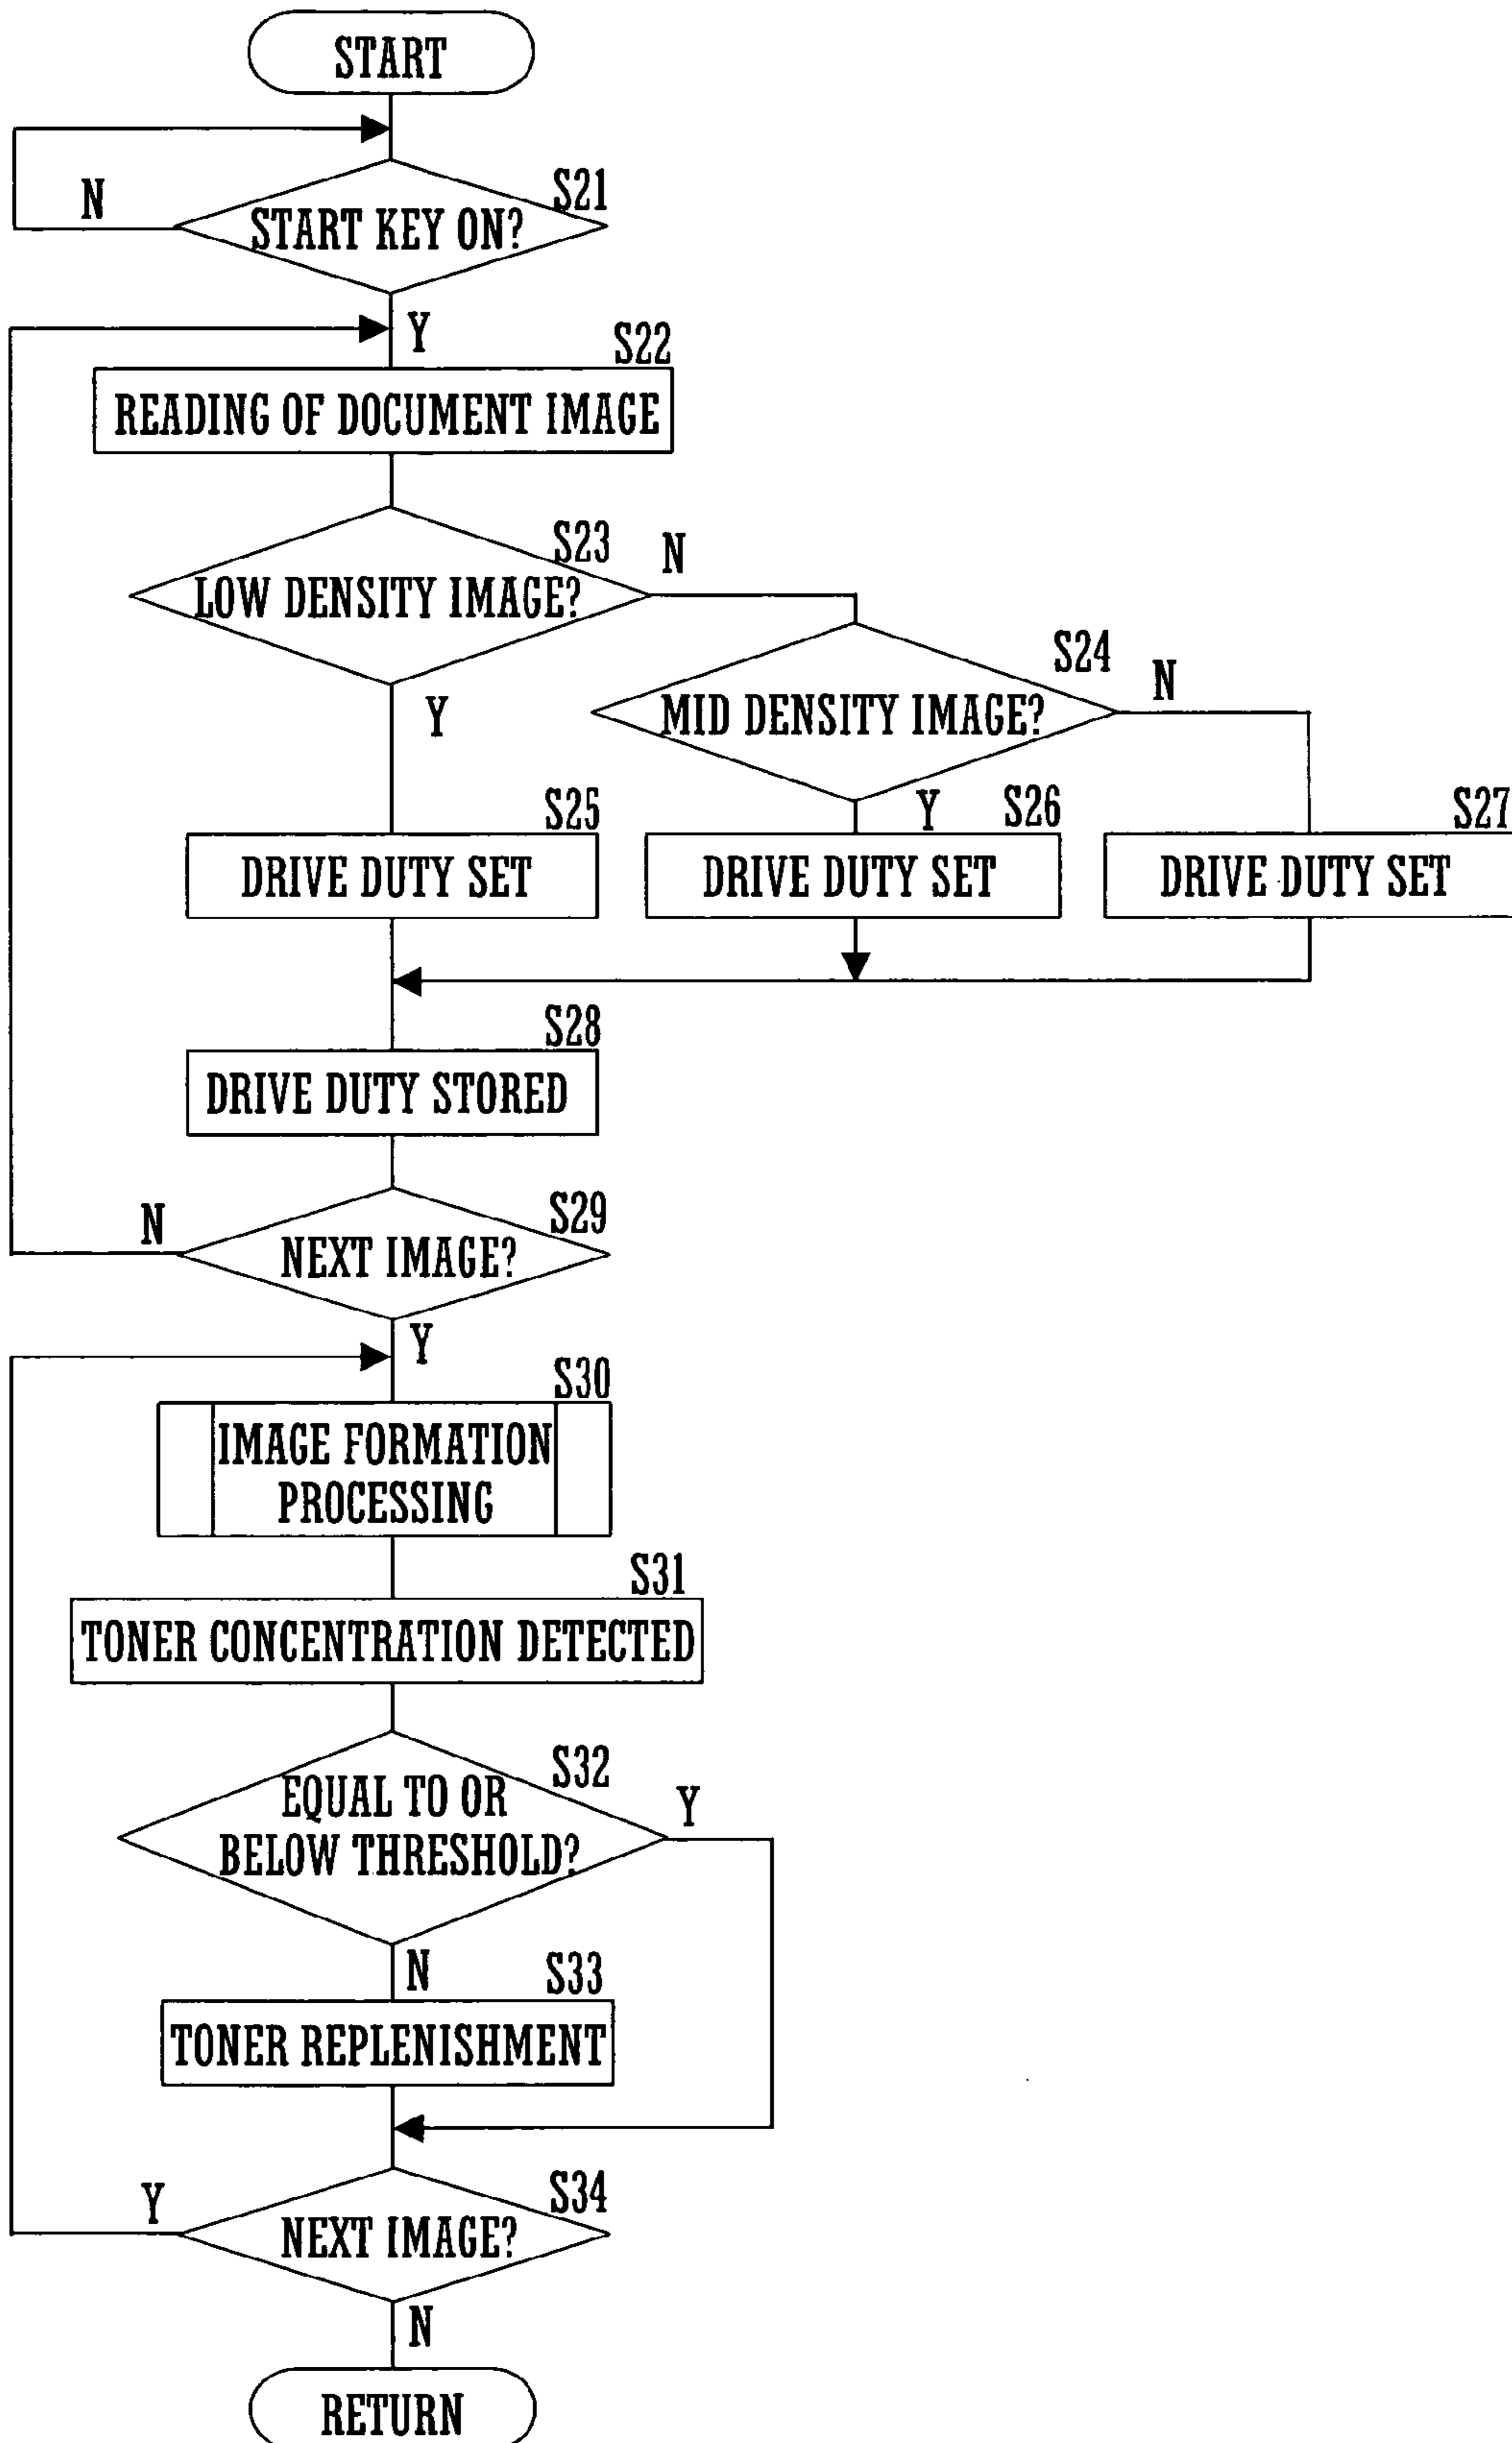 START
N
S21
START KEY ON?
Y
S22
READING OF DOCUMENT IMAGE
S23
N
LOW DENSITY IMAGE?
S24
N
MID DENSITY IMAGE?
Y
Y
S25
S26
S27
DRIVE DUTY SET
DRIVE DUTY SET
DRIVE DUTY SET
S28
DRIVE DUTY STORED
S29
N
NEXT IMAGE?
Y
S30
IMAGE FORMATION
PROCESSING
S31
TONER CONCENTRATION DETECTED
S32
EQUAL TO OR
BELOW THRESHOLD?
Y
N
S33
TONER REPLENISHMENT
S34
Y
NEXT IMAGE?
N
RETURN